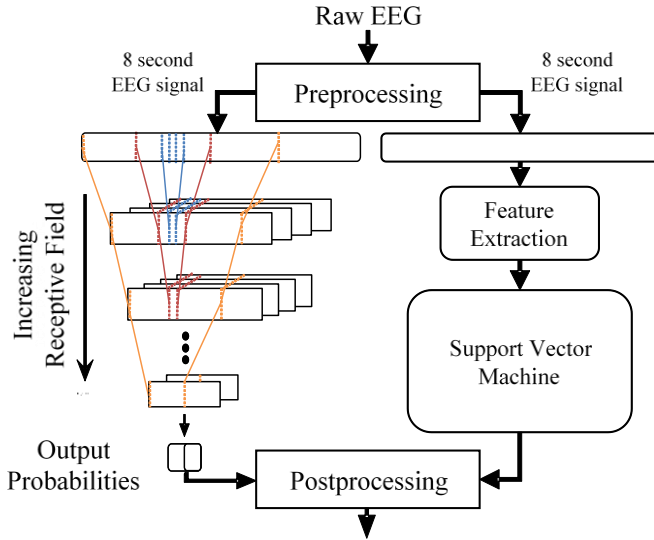 Raw EEG
8 second
EEG signal
Preprocessing
8 second
EEG signal
Increasing
Receptive Field
Feature
Extraction
Support Vector
Machine
Output
Probabilities
Postprocessing